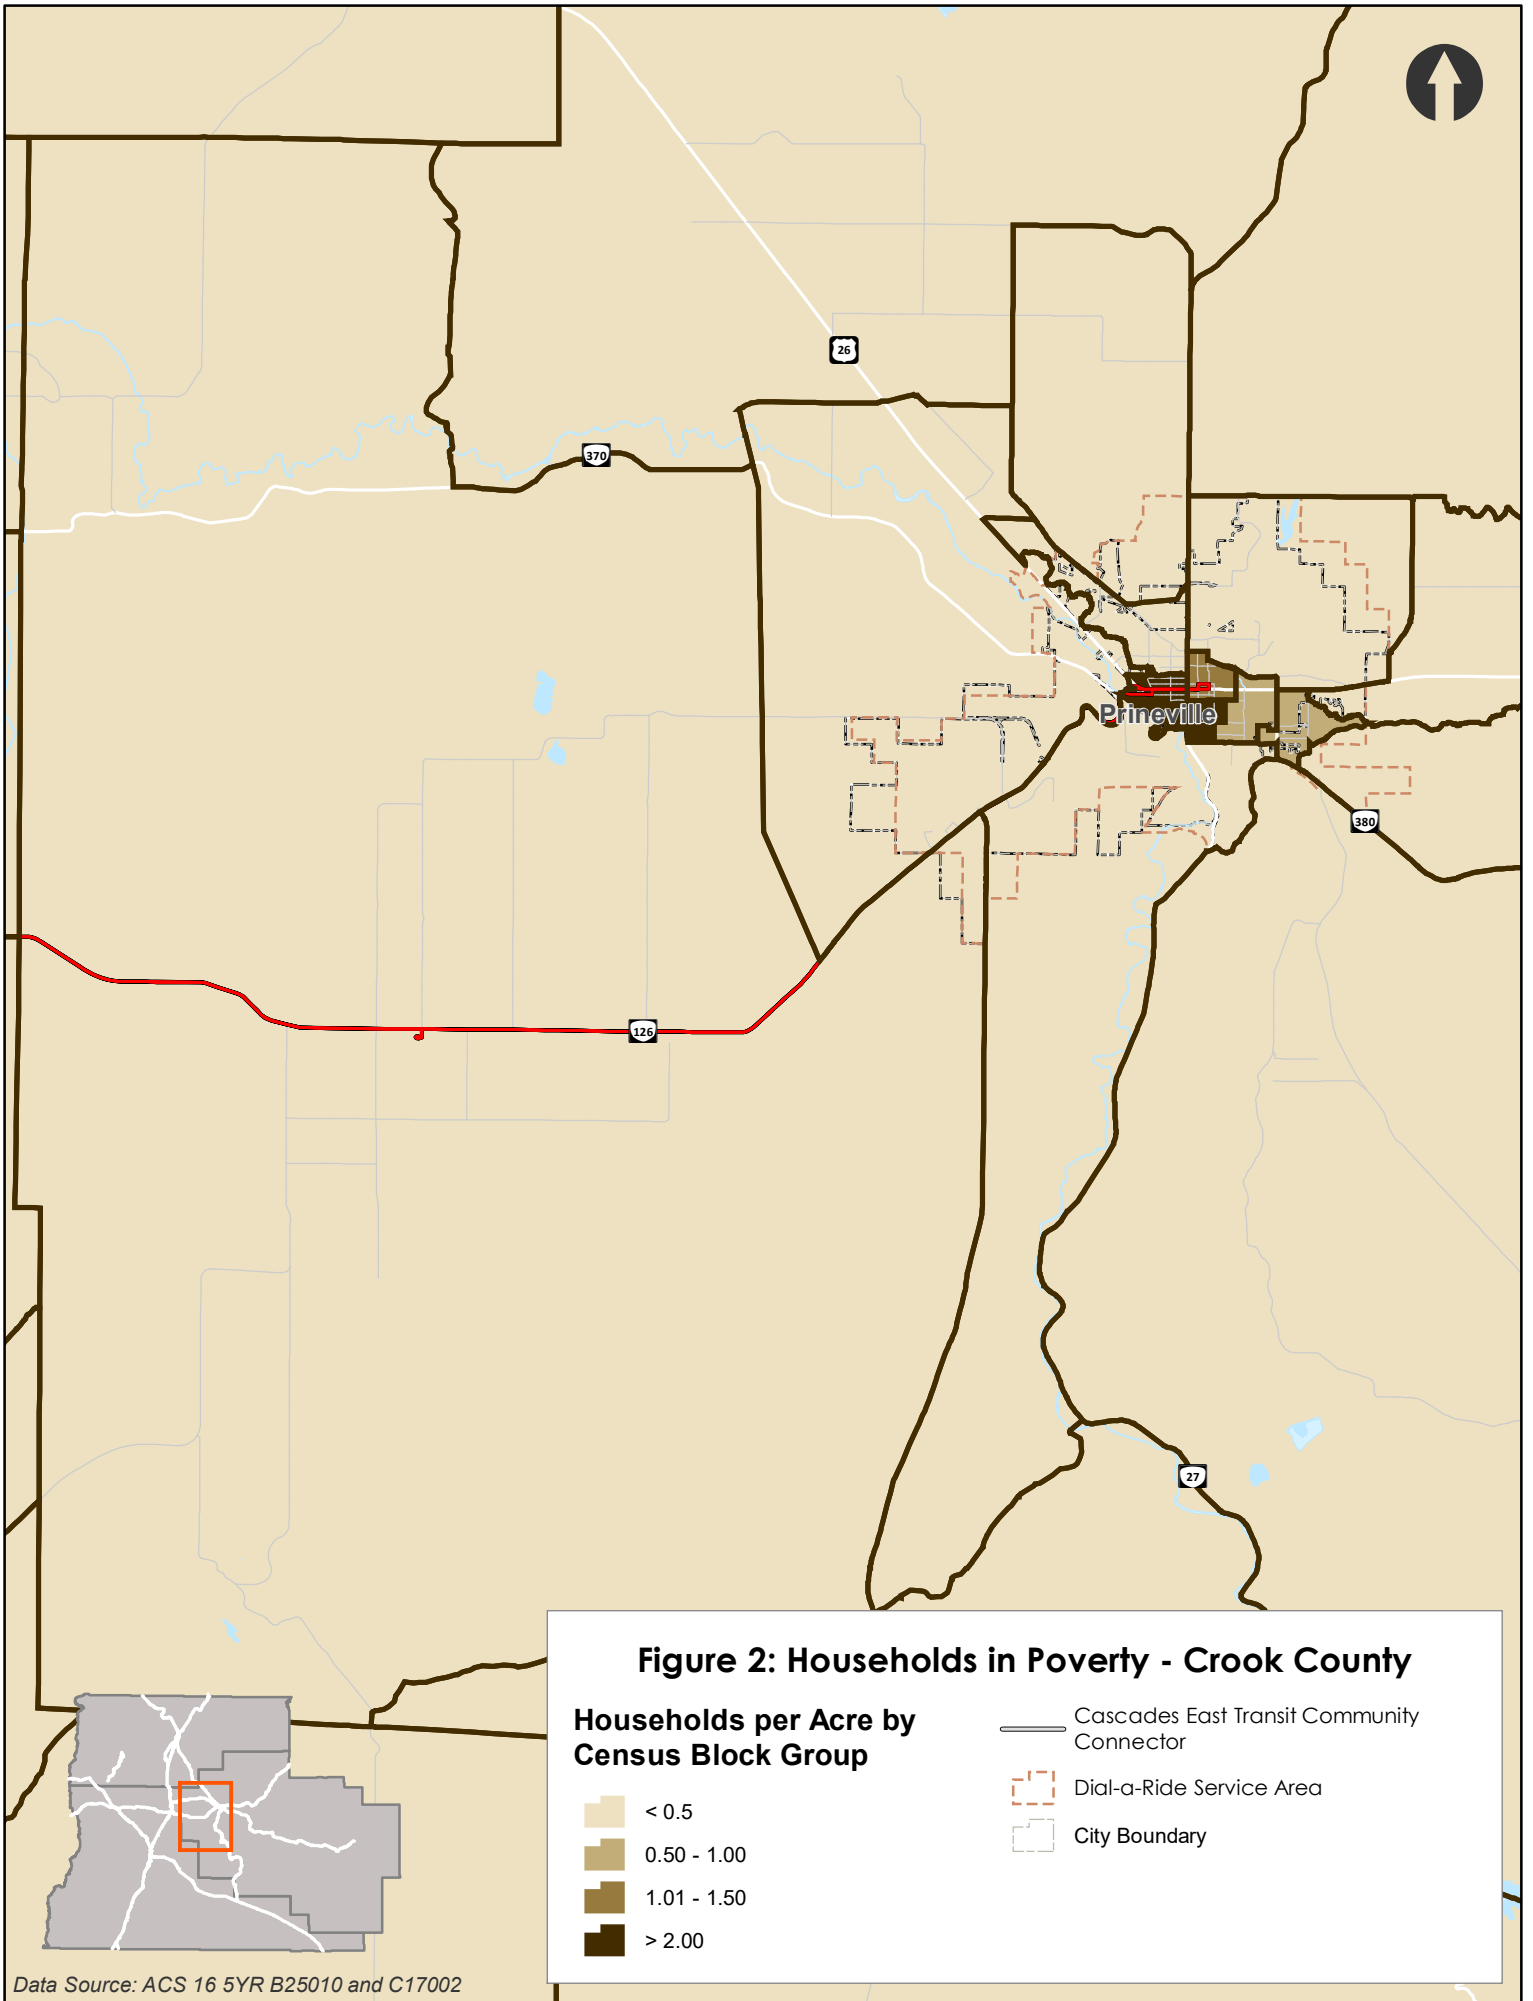 26
370
Prineville
380
126
27
Figure 2: Households in Poverty - Crook County
Households per Acre by
Census Block Group
< 0.5
0.50 - 1.00
1.01 - 1.50
> 2.00
Cascades East Transit Community
Connector
Dial-a-Ride Service Area
City Boundary
Data Source: ACS 16 5YR B25010 and C17002